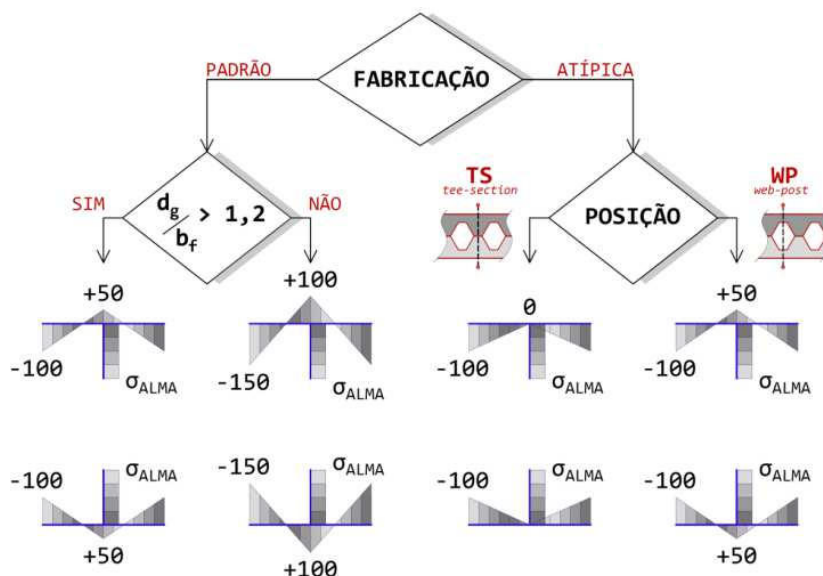 FABRICAÇÃO
PADRÃO
ATÍPICA
d_g / b_f > 1,2
SIM
NÃO
TS
tee-section
POSIÇÃO
WP
web-post
+50
-100
σ_ALMA
+100
-150
σ_ALMA
0
-100
σ_ALMA
+50
-100
σ_ALMA
-100
σ_ALMA
+50
-150
σ_ALMA
+100
-100
σ_ALMA
-100
σ_ALMA
+50